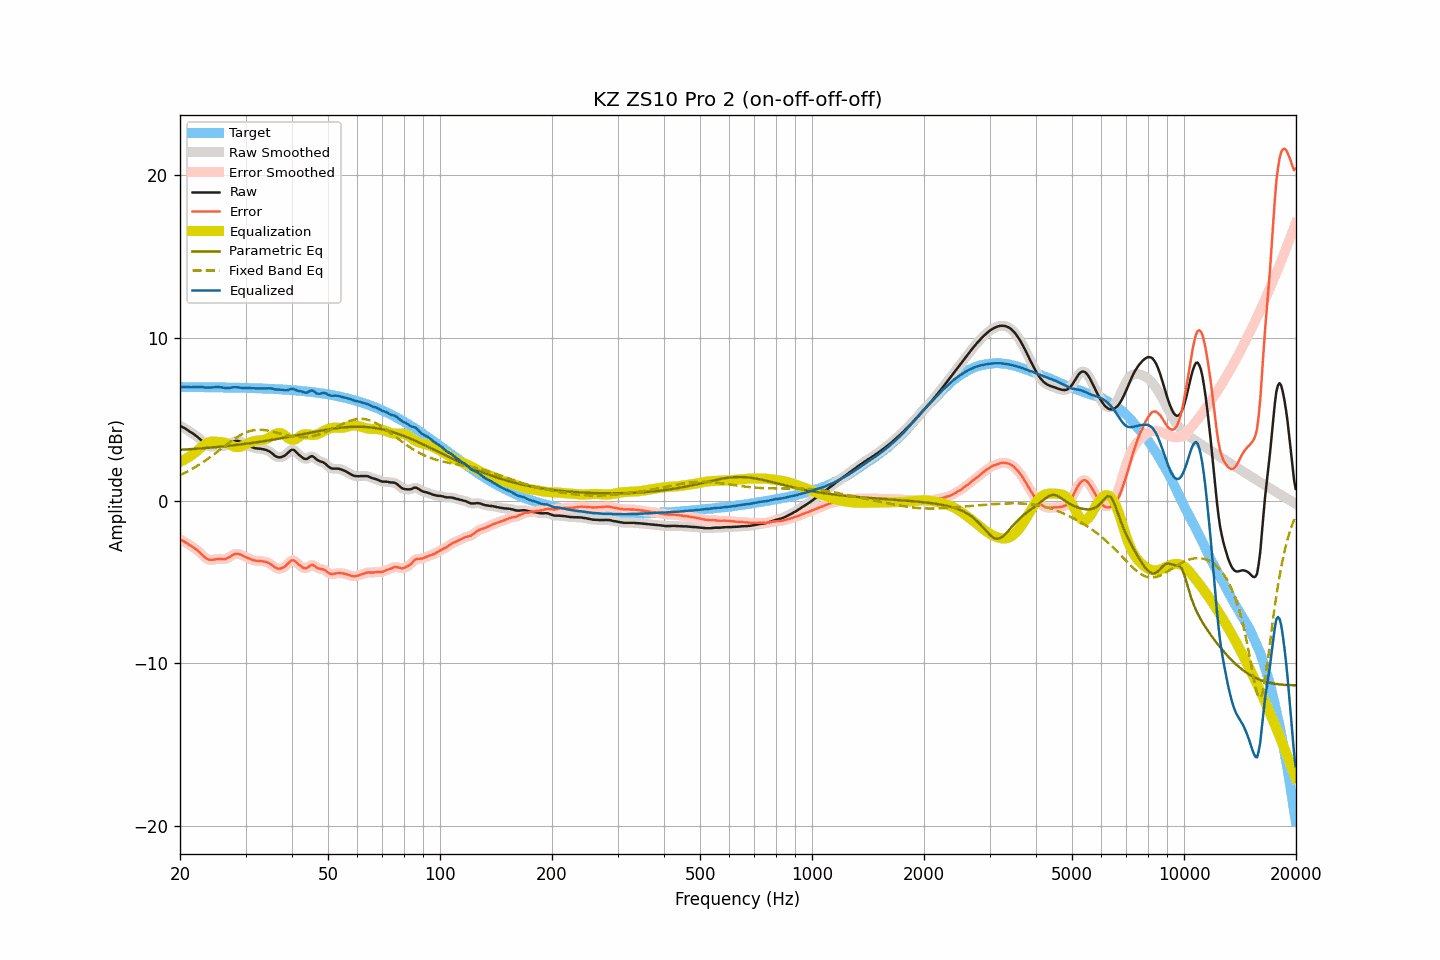 KZ ZS10 Pro 2 (on-off-off-off)
Target
Raw Smoothed
Error Smoothed
Raw
Error
Equalization
Parametric Eq
Fixed Band Eq
Equalized
Amplitude (dBr)
20
10
0
−10
−20
20 50 100 200 500 1000 2000 5000 10000 20000
Frequency (Hz)